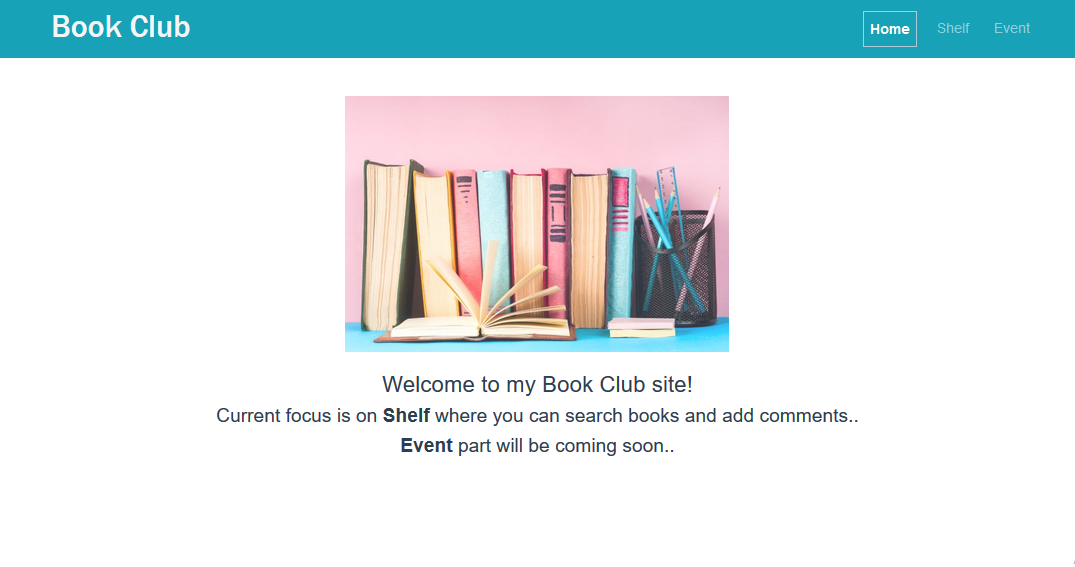 Book Club
Home Shelf Event
Welcome to my Book Club site!
Current focus is on Shelf where you can search books and add comments..
Event part will be coming soon..